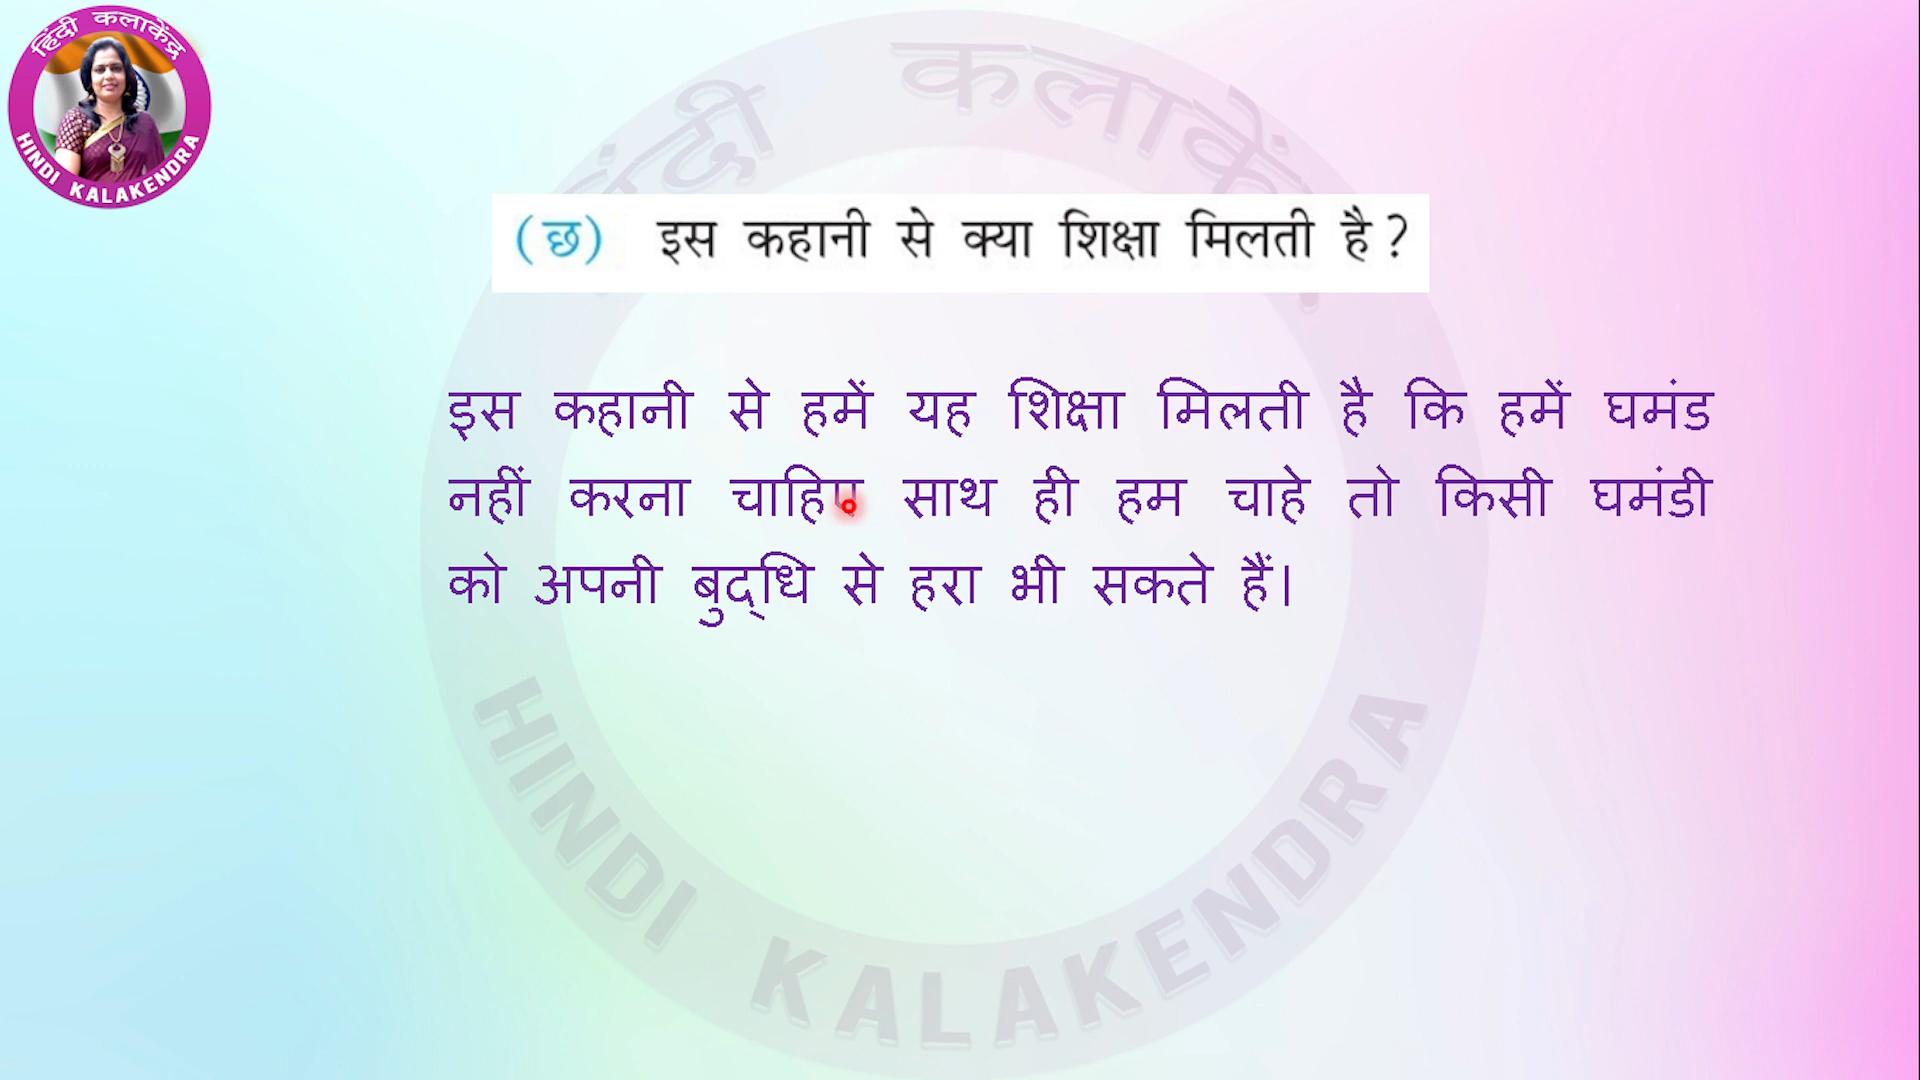 हिंदी कलाकेंद्र
HINDI KALAKENDRA
हिंदी कलाकेंद्र
(छ) इस कहानी से क्या शिक्षा मिलती है?
इस कहानी से हमें यह शिक्षा मिलती है कि हमें घमंड
नहीं करना चाहिए साथ ही हम चाहे तो किसी घमंडी
को अपनी बुद्‌धि से हरा भी सकते हैं।
HINDI KALAKENDRA